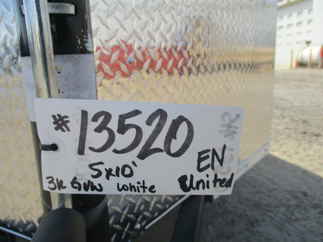 #13520
5x10'
EN
3k GVW white United